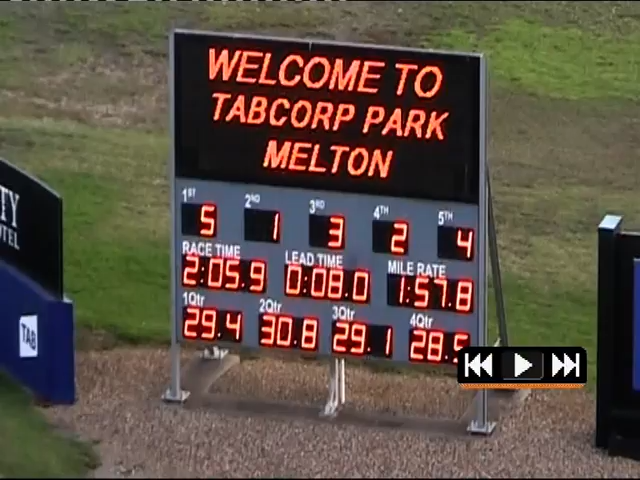 WELCOME TO
TABCORP PARK
MELTON
1ST 2ND 3RD 4TH 5TH
5 1 3 2 4
RACE TIME LEAD TIME MILE RATE
2:05.9 0:08.0 1:57.8
1Qtr 2Qtr 3Qtr 4Qtr
29.4 30.8 29.1 28.5
TY
TEL
TAB